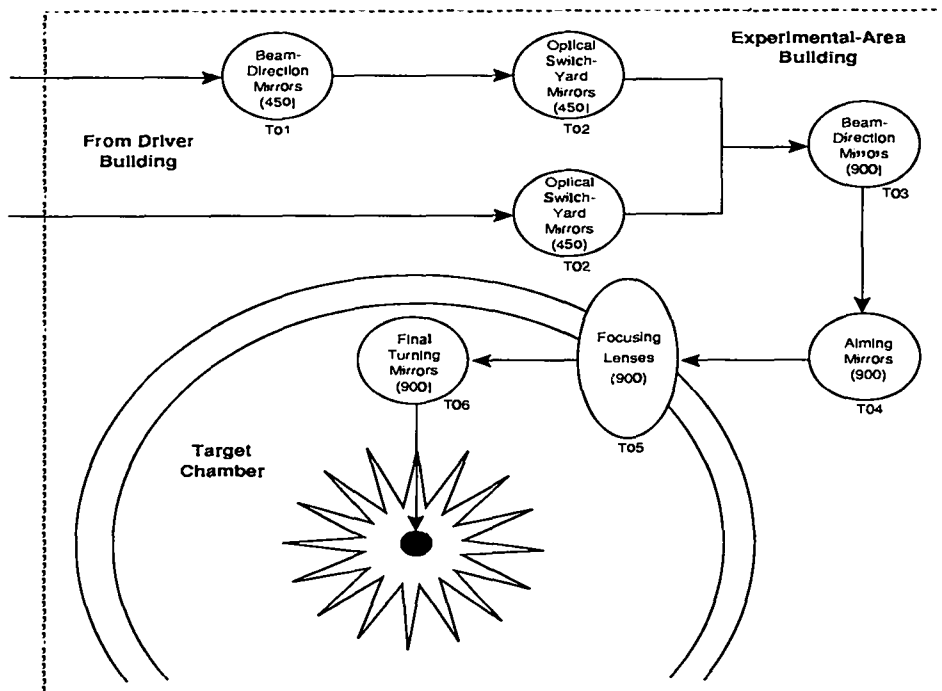 Beam-
Direction
Mirrors
(450)
T01
Optical
Switch-
Yard
Mirrors
(450)
T02
Experimental-Area
Building
From Driver
Building
Beam-
Direction
Mirrors
(900)
T03
Optical
Switch-
Yard
Mirrors
(450)
T02
Final
Turning
Mirrors
(900)
T06
Focusing
Lenses
(900)
T05
Aiming
Mirrors
(900)
T04
Target
Chamber